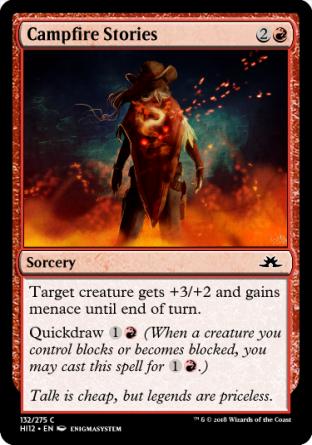 Campfire Stories 2
Sorcery
Target creature gets +3/+2 and gains
menace until end of turn.
Quickdraw 1 (When a creature you
control blocks or becomes blocked, you
may cast this spell for 1 .)
Talk is cheap, but legends are priceless.
132/275 C
HI12 • EN ENIGMASYSTEM
™ & © 2018 Wizards of the Coast